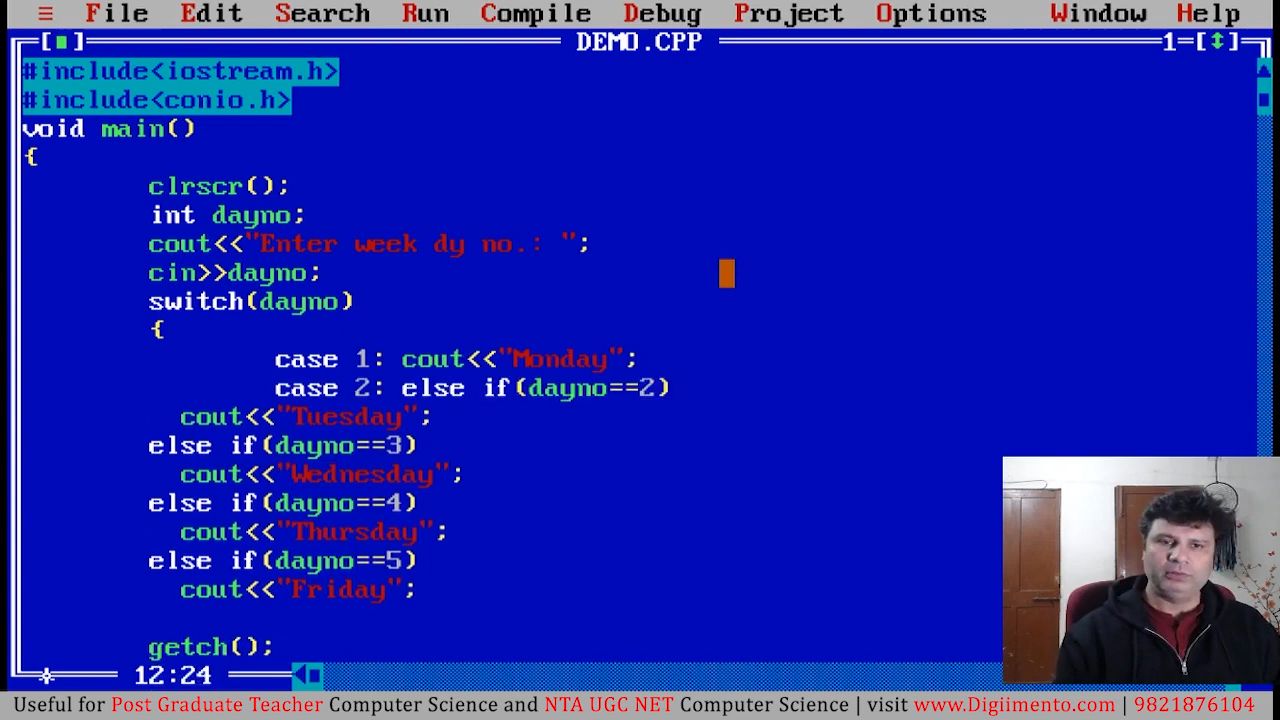 ≡ File Edit Search Run Compile Debug Project Options Window Help
[■] DEMO.CPP 1=[↕]
#include<iostream.h>
#include<conio.h>
void main()
{
clrscr();
int dayno;
cout<<"Enter week dy no.: ";
cin>>dayno;
switch(dayno)
{
case 1: cout<<"Monday";
case 2: else if(dayno==2)
cout<<"Tuesday";
else if(dayno==3)
cout<<"Wednesday";
else if(dayno==4)
cout<<"Thursday";
else if(dayno==5)
cout<<"Friday";
getch();
12:24
Useful for Post Graduate Teacher Computer Science and NTA UGC NET Computer Science | visit www.Digiimento.com | 9821876104